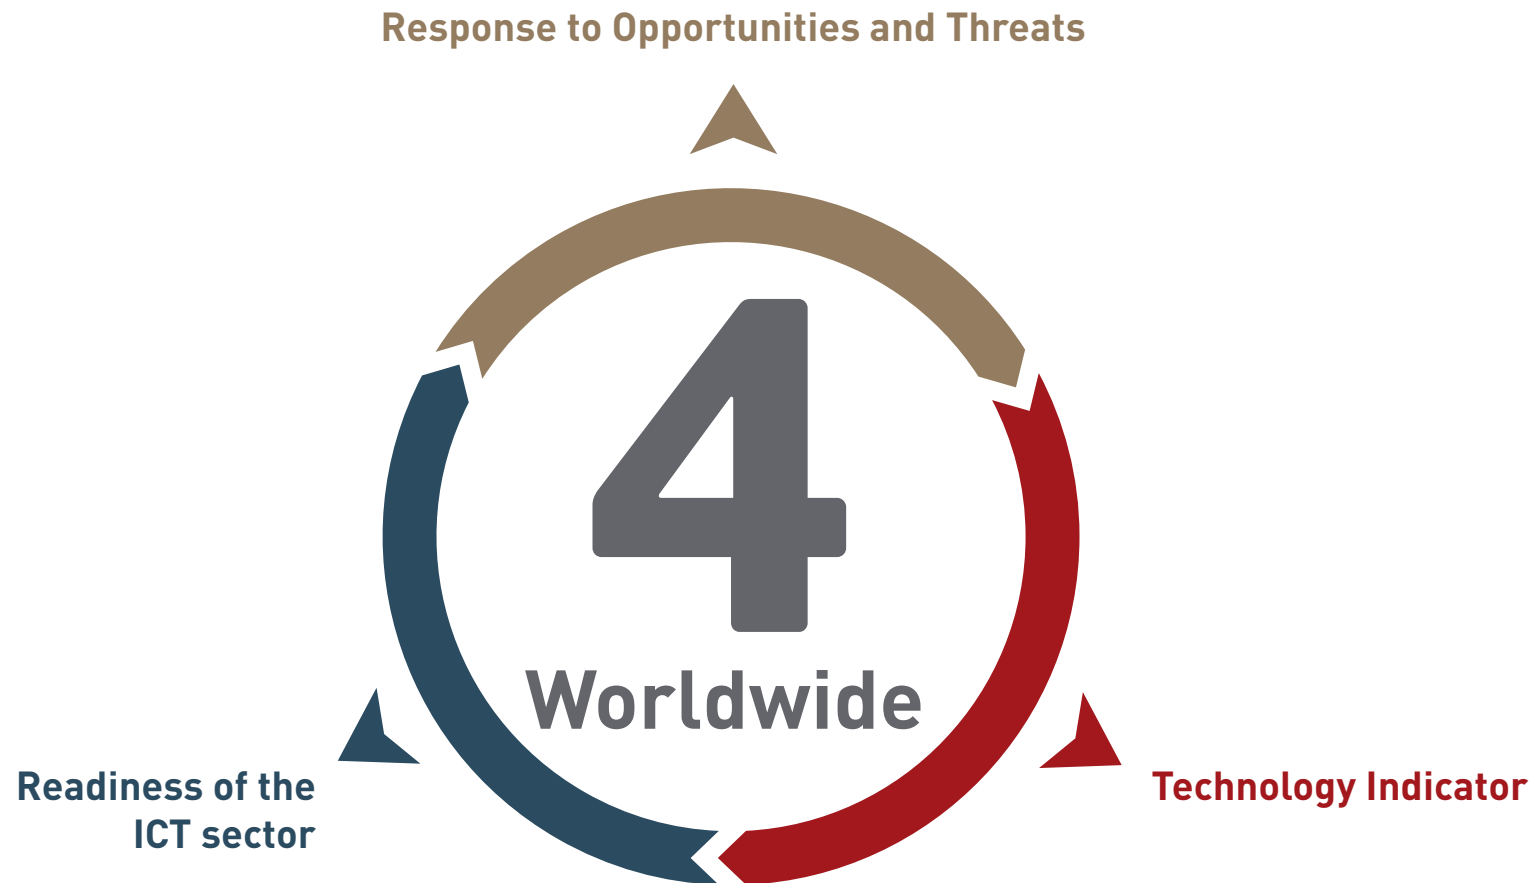 Response to Opportunities and Threats
4
Worldwide
Readiness of the
ICT sector
Technology Indicator